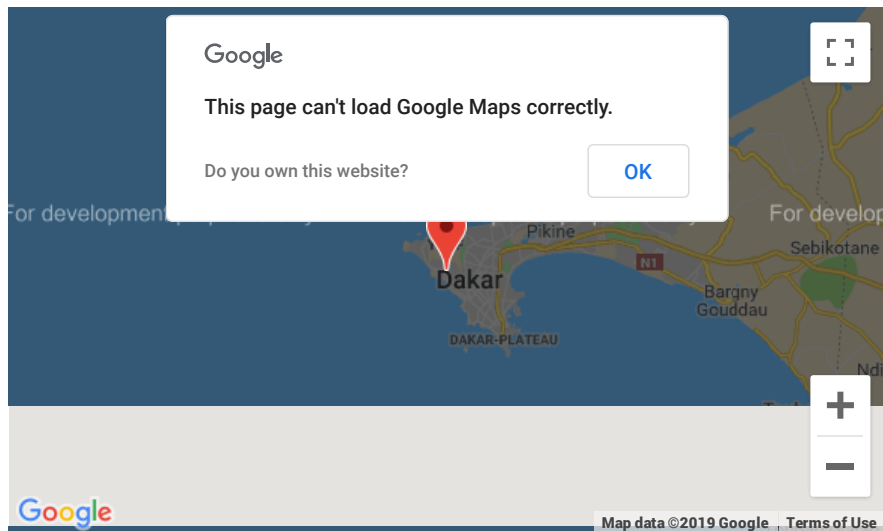 Google
This page can't load Google Maps correctly.
Do you own this website?
OK
For development
For develop
Pikine
Sebikotane
N1
Dakar
Bargny
Gouddau
DAKAR-PLATEAU
Ndi
Google
Map data ©2019 Google
Terms of Use